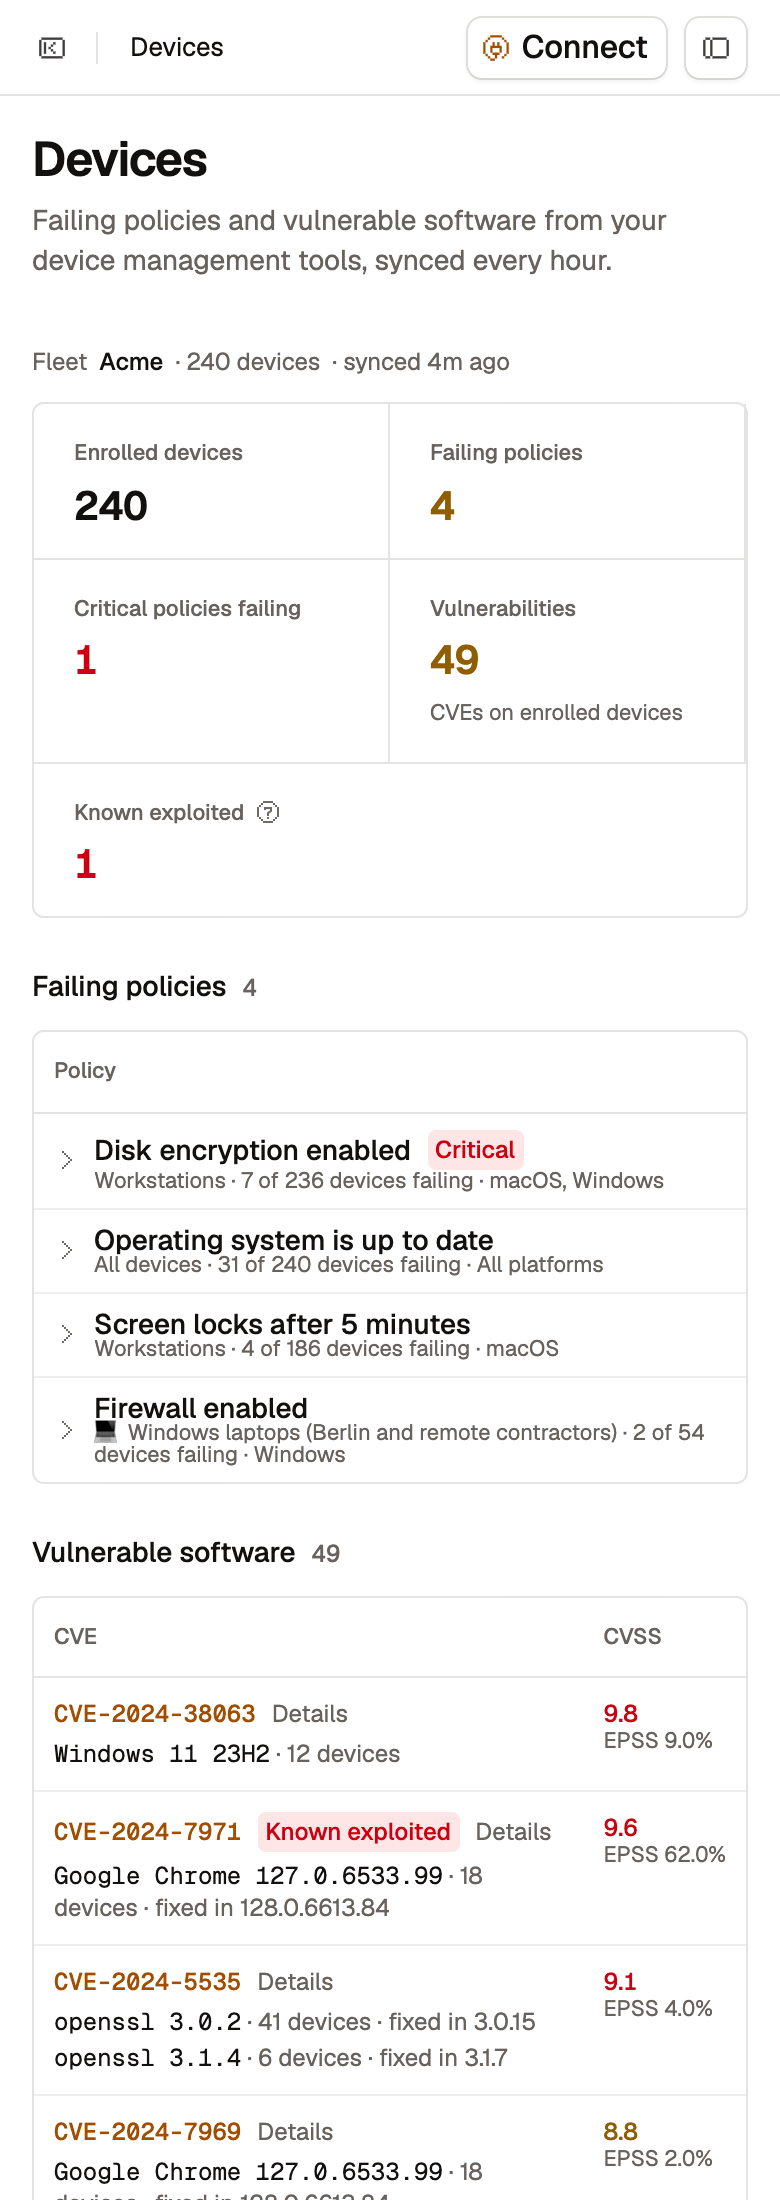 Devices
Connect
Devices
Failing policies and vulnerable software from your
device management tools, synced every hour.
Fleet Acme · 240 devices · synced 4m ago
Enrolled devices
240
Failing policies
4
Critical policies failing
1
Vulnerabilities
49
CVEs on enrolled devices
Known exploited ?
1
Failing policies 4
Policy
Disk encryption enabled Critical
Workstations · 7 of 236 devices failing · macOS, Windows
Operating system is up to date
All devices · 31 of 240 devices failing · All platforms
Screen locks after 5 minutes
Workstations · 4 of 186 devices failing · macOS
Firewall enabled
💻 Windows laptops (Berlin and remote contractors) · 2 of 54
devices failing · Windows
Vulnerable software 49
CVE CVSS
CVE-2024-38063 Details 9.8
EPSS 9.0%
Windows 11 23H2 · 12 devices
CVE-2024-7971 Known exploited Details 9.6
EPSS 62.0%
Google Chrome 127.0.6533.99 · 18
devices · fixed in 128.0.6613.84
CVE-2024-5535 Details 9.1
EPSS 4.0%
openssl 3.0.2 · 41 devices · fixed in 3.0.15
openssl 3.1.4 · 6 devices · fixed in 3.1.7
CVE-2024-7969 Details 8.8
EPSS 2.0%
Google Chrome 127.0.6533.99 · 18
devices · fixed in 128.0.6613.84